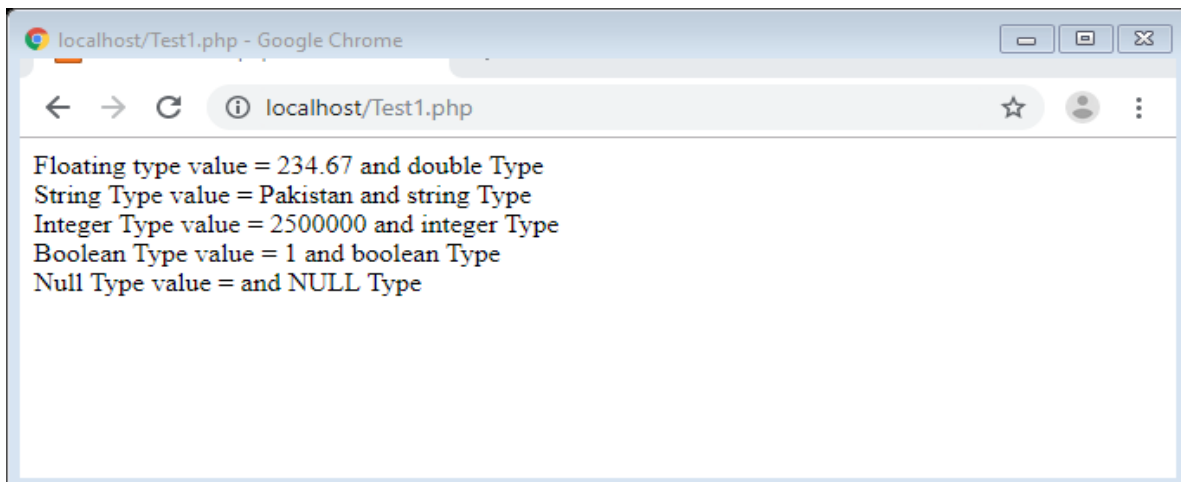 localhost/Test1.php - Google Chrome
localhost/Test1.php
Floating type value = 234.67 and double Type
String Type value = Pakistan and string Type
Integer Type value = 2500000 and integer Type
Boolean Type value = 1 and boolean Type
Null Type value = and NULL Type